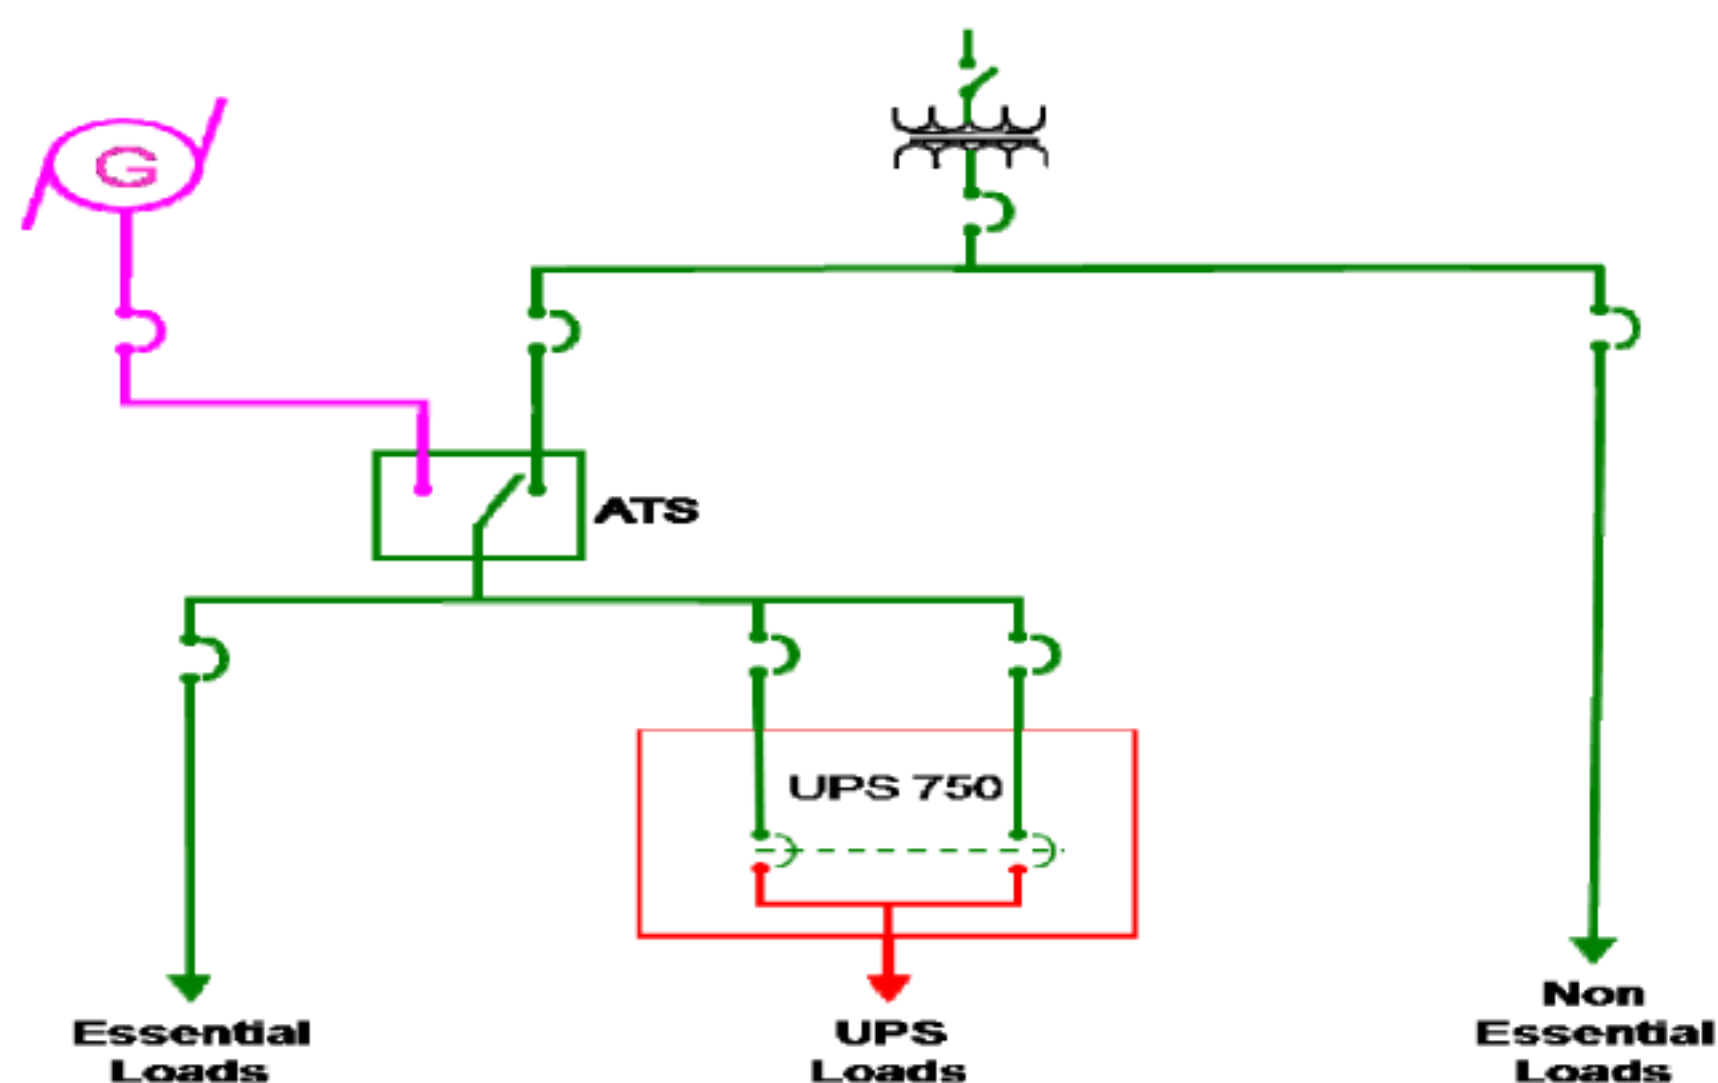 G
ATS
UPS 750
Essential
Loads
UPS
Loads
Non
Essential
Loads